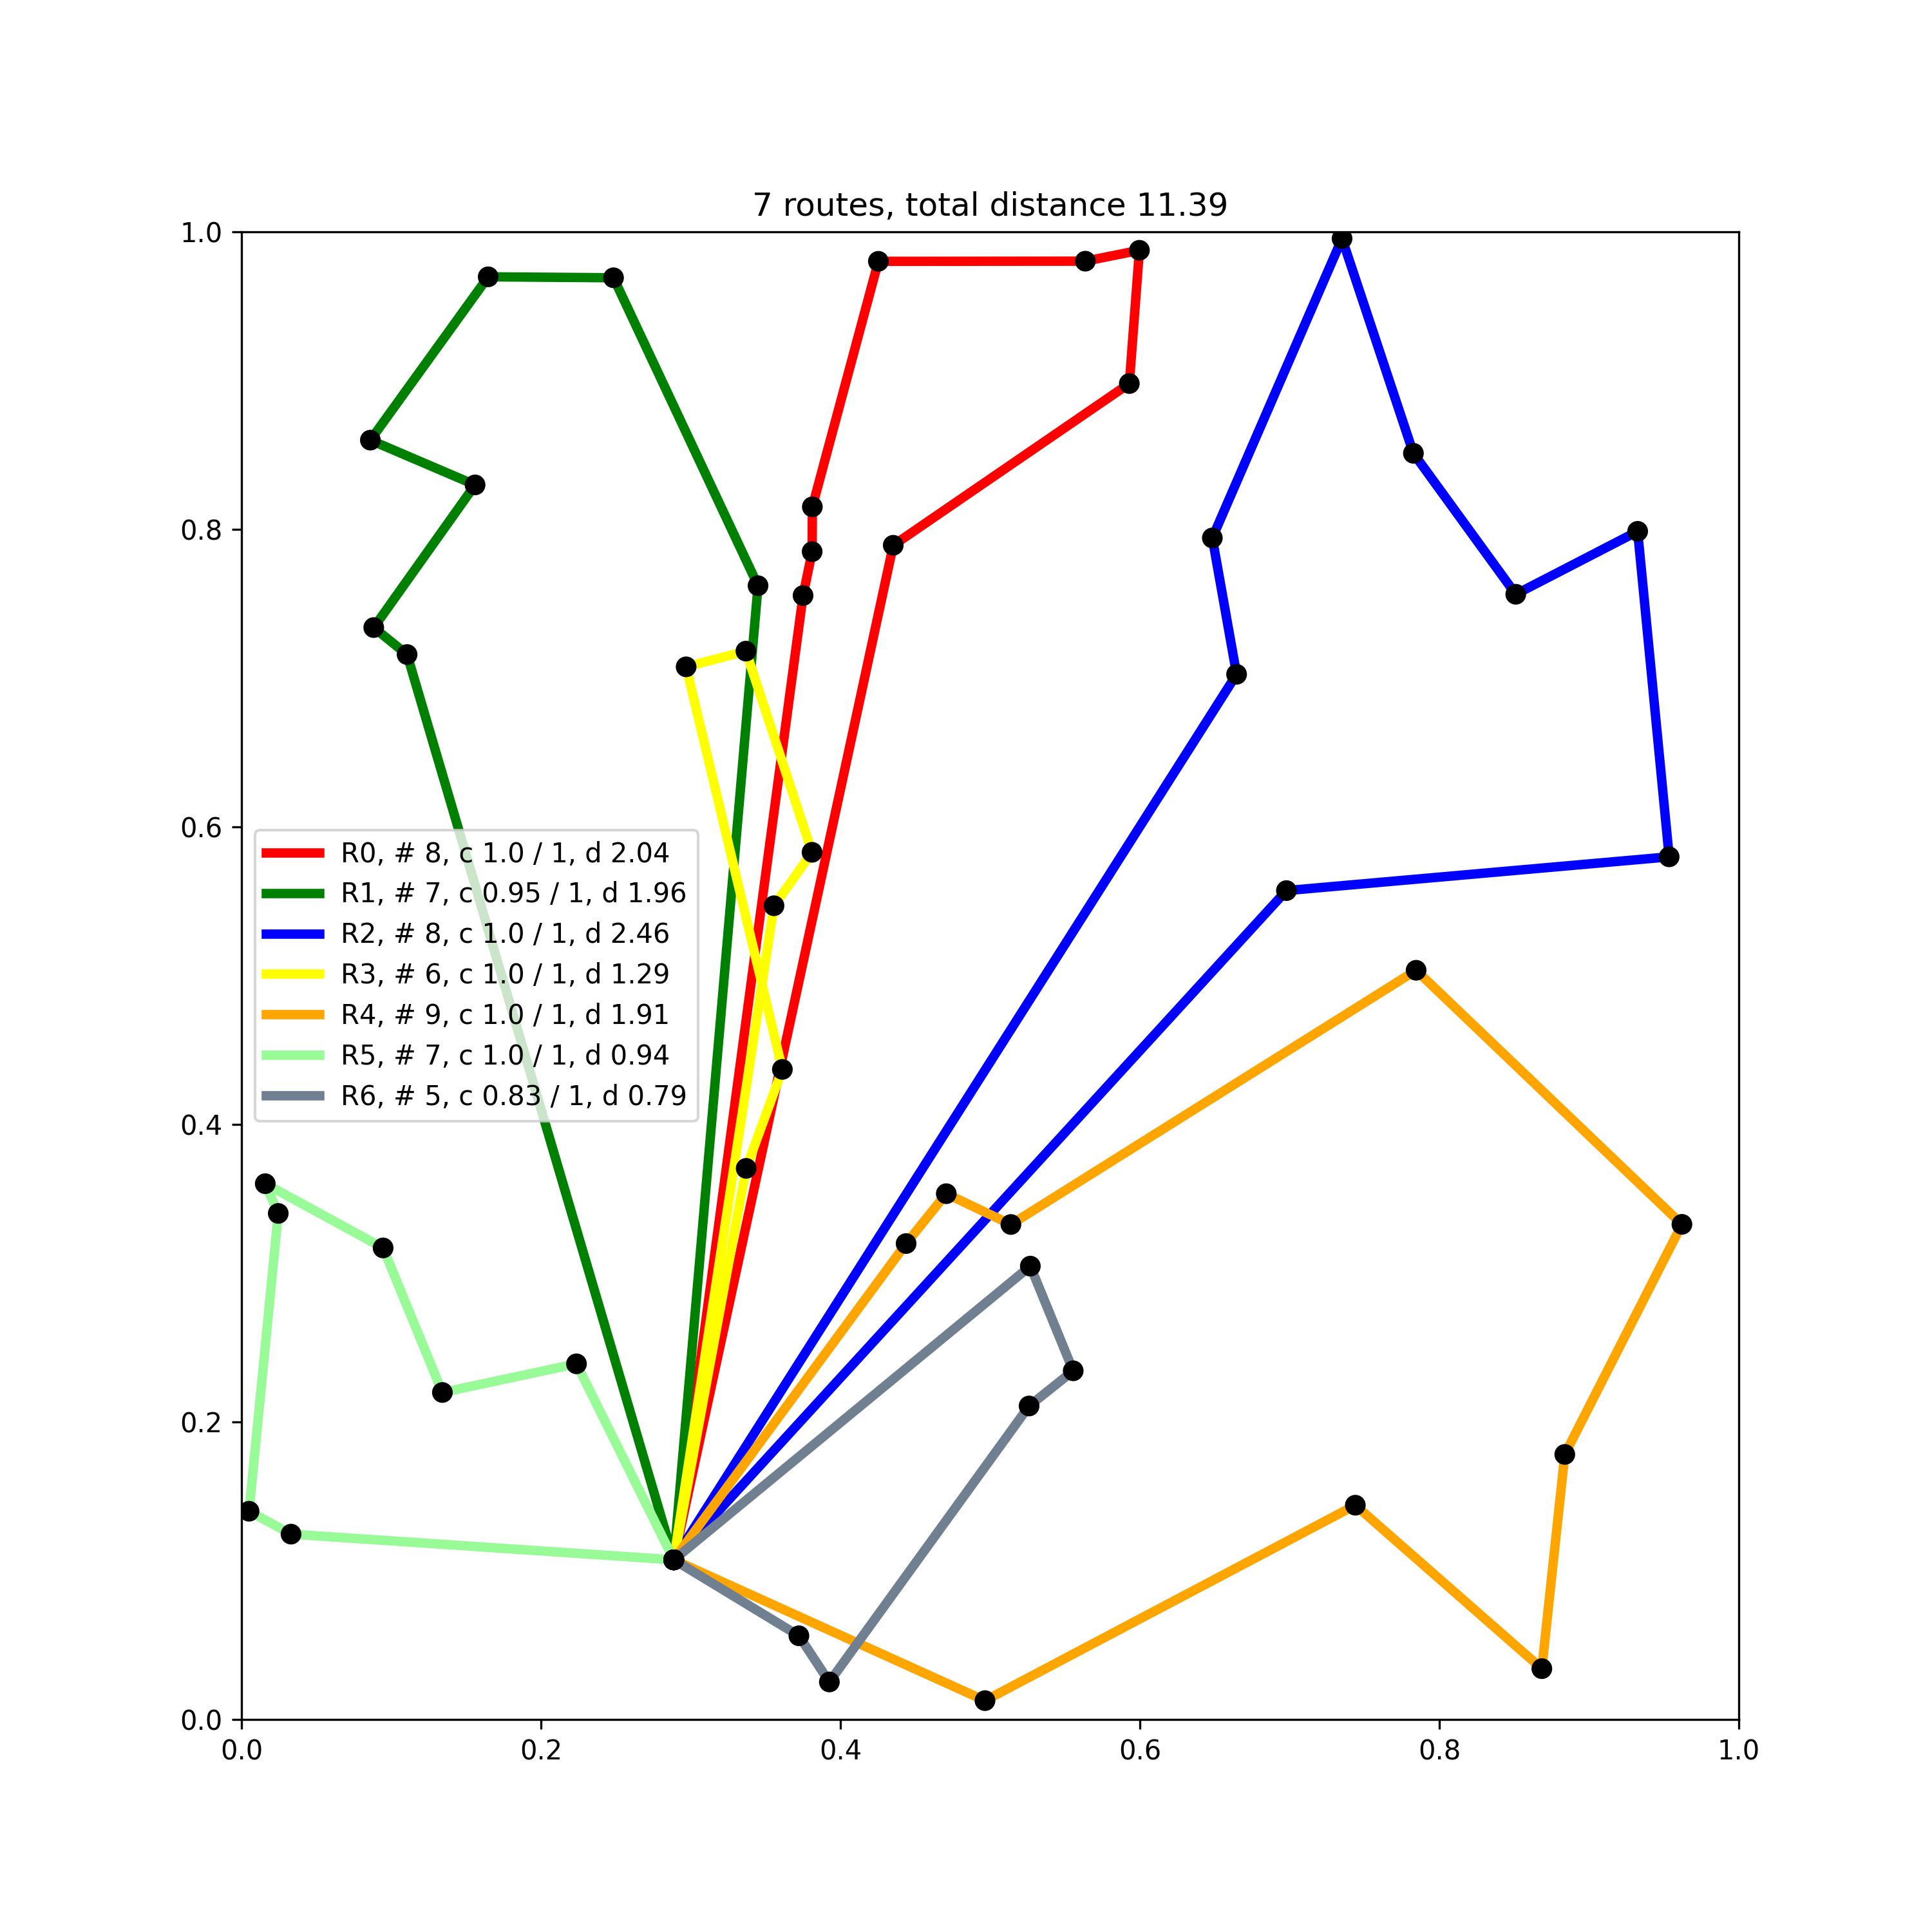 7 routes, total distance 11.39
1.0
0.8
0.6
R0, # 8, c 1.0 / 1, d 2.04
R1, # 7, c 0.95 / 1, d 1.96
R2, # 8, c 1.0 / 1, d 2.46
R3, # 6, c 1.0 / 1, d 1.29
R4, # 9, c 1.0 / 1, d 1.91
R5, # 7, c 1.0 / 1, d 0.94
R6, # 5, c 0.83 / 1, d 0.79
0.4
0.2
0.0
0.0 0.2 0.4 0.6 0.8 1.0